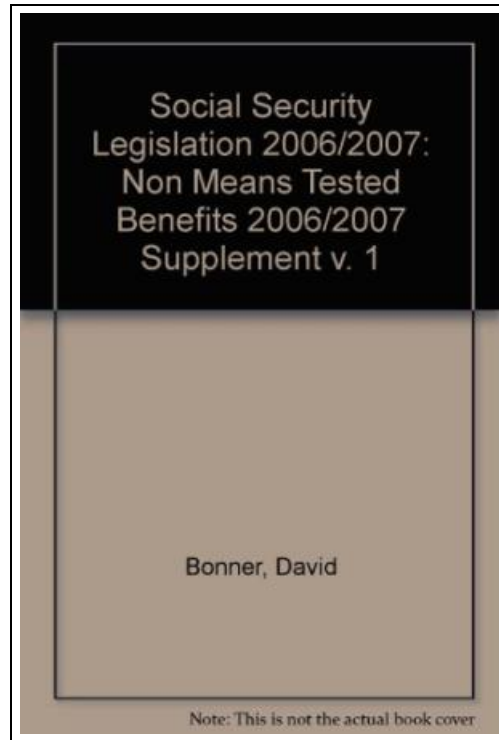 Social Security
Legislation 2006/2007:
Non Means Tested
Benefits 2006/2007
Supplement v. 1
Bonner, David
Note: This is not the actual book cover